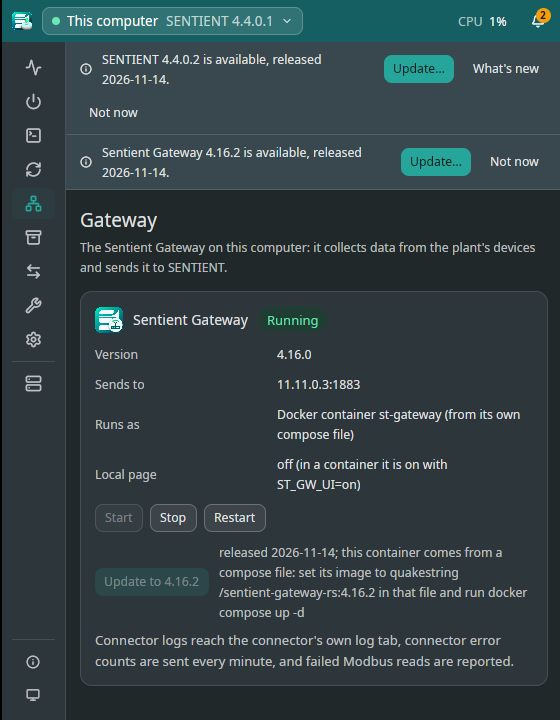 This computer SENTIENT 4.4.0.1
CPU 1%
2
SENTIENT 4.4.0.2 is available, released
2026-11-14.
Update...
What's new
Not now
Sentient Gateway 4.16.2 is available, released
2026-11-14.
Update...
Not now
Gateway
The Sentient Gateway on this computer: it collects data from the plant's devices
and sends it to SENTIENT.
Sentient Gateway Running
Version 4.16.0
Sends to 11.11.0.3:1883
Runs as Docker container st-gateway (from its own
compose file)
Local page off (in a container it is on with
ST_GW_UI=on)
Start Stop Restart
Update to 4.16.2
released 2026-11-14; this container comes from a
compose file: set its image to quakestring
/sentient-gateway-rs:4.16.2 in that file and run docker
compose up -d
Connector logs reach the connector's own log tab, connector error
counts are sent every minute, and failed Modbus reads are reported.